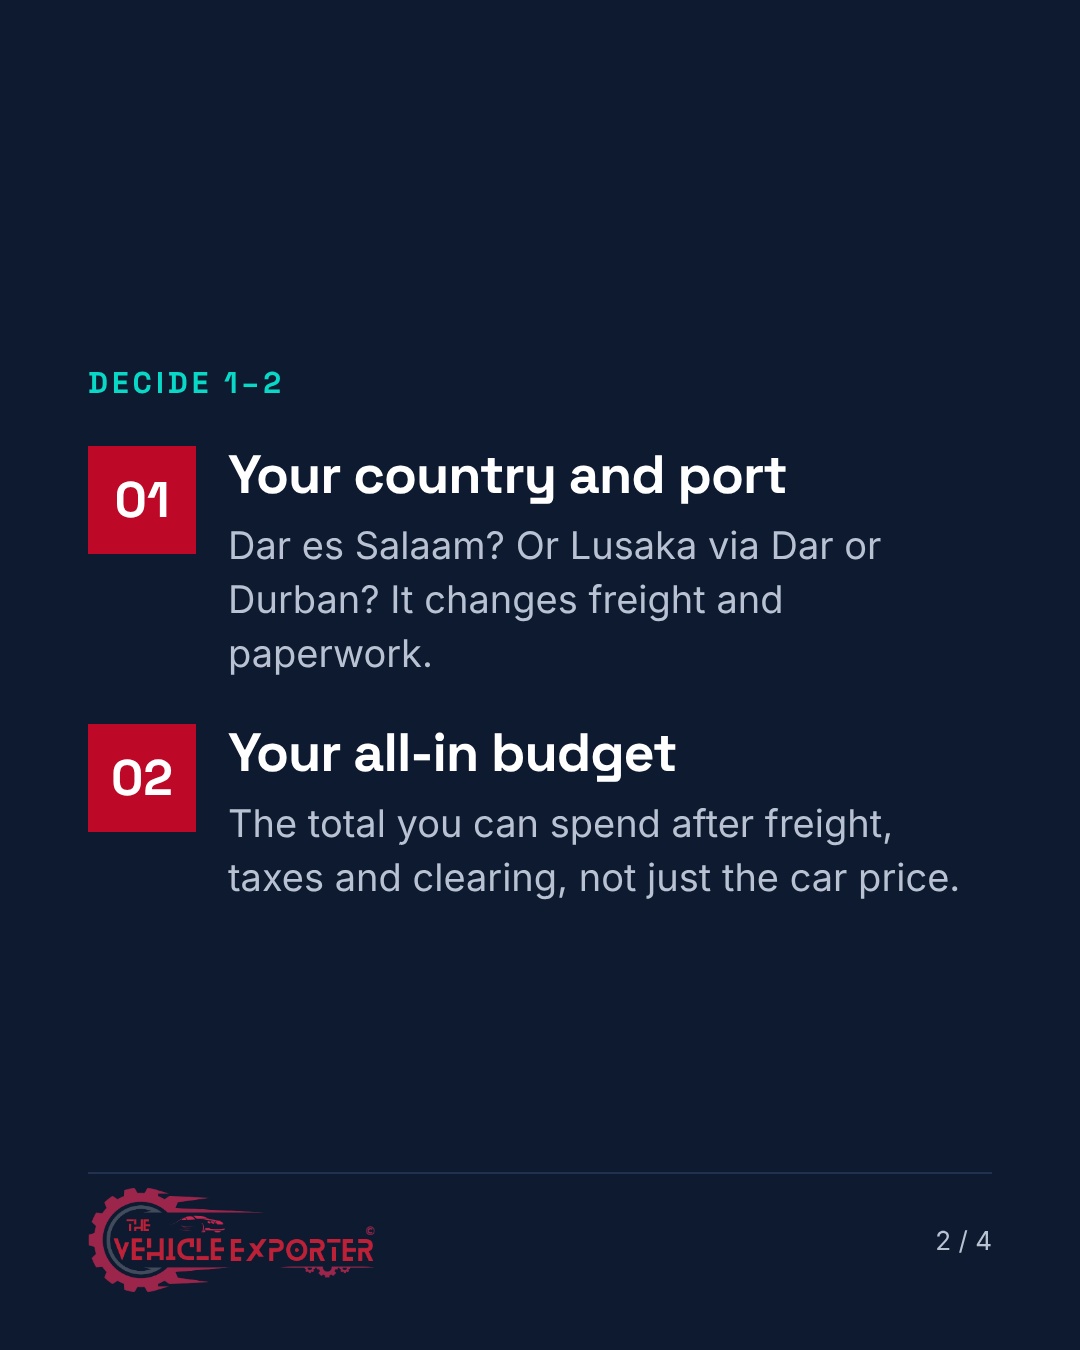 DECIDE 1–2
01
Your country and port
Dar es Salaam? Or Lusaka via Dar or
Durban? It changes freight and
paperwork.
02
Your all-in budget
The total you can spend after freight,
taxes and clearing, not just the car price.
THE
VEHICLE EXPORTER
©
2 / 4